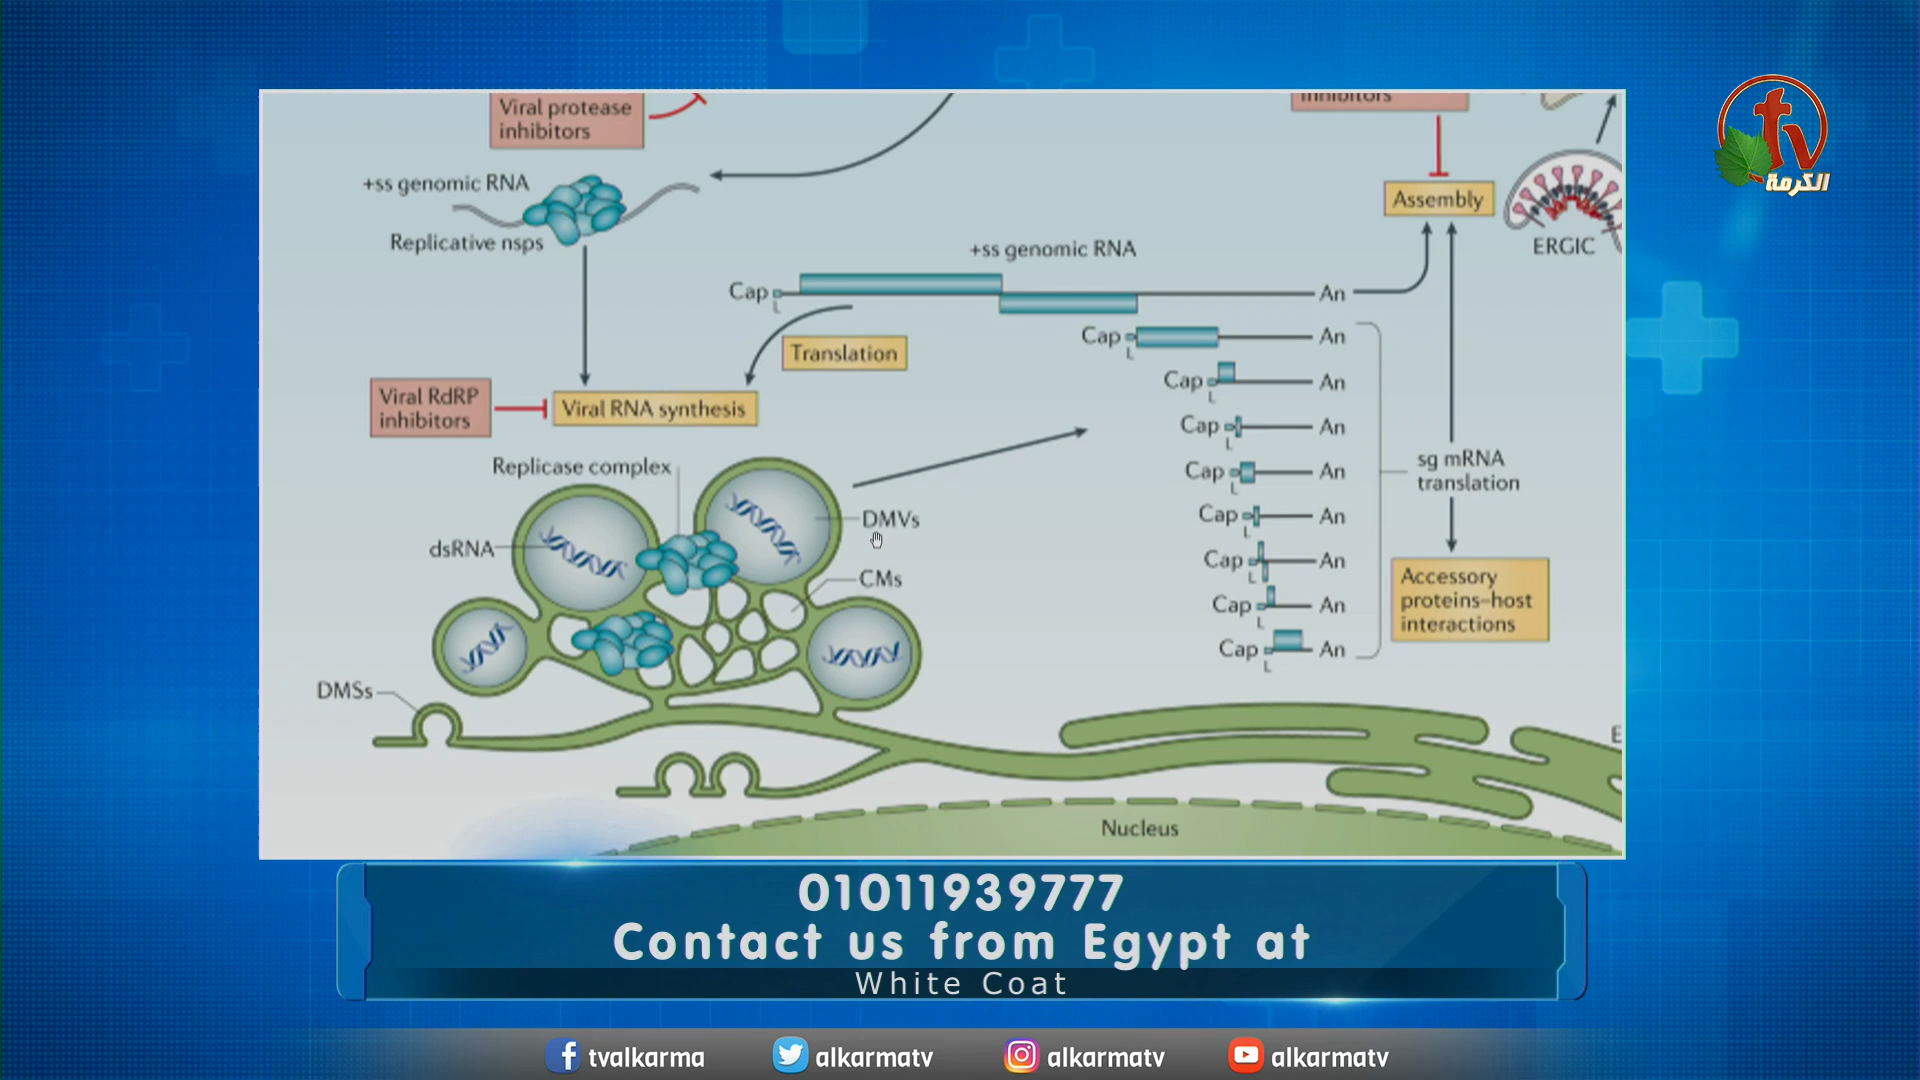 Viral protease
inhibitors
inhibitors
tv
الكرمة
+ss genomic RNA
Replicative nsps
Assembly
ERGIC
+ss genomic RNA
Cap
L
An
Translation
Cap
L
An
Cap
L
An
Viral RdRP
inhibitors
Viral RNA synthesis
Cap
L
An
Replicase complex
Cap
L
An
sg mRNA
translation
DMVs
Cap
L
An
dsRNA
Cap
L
An
CMs
Accessory
proteins–host
interactions
Cap
L
An
Cap
L
An
DMSs
E
Nucleus
01011939777
Contact us from Egypt at
White Coat
tvalkarma
alkarmatv
alkarmatv
alkarmatv